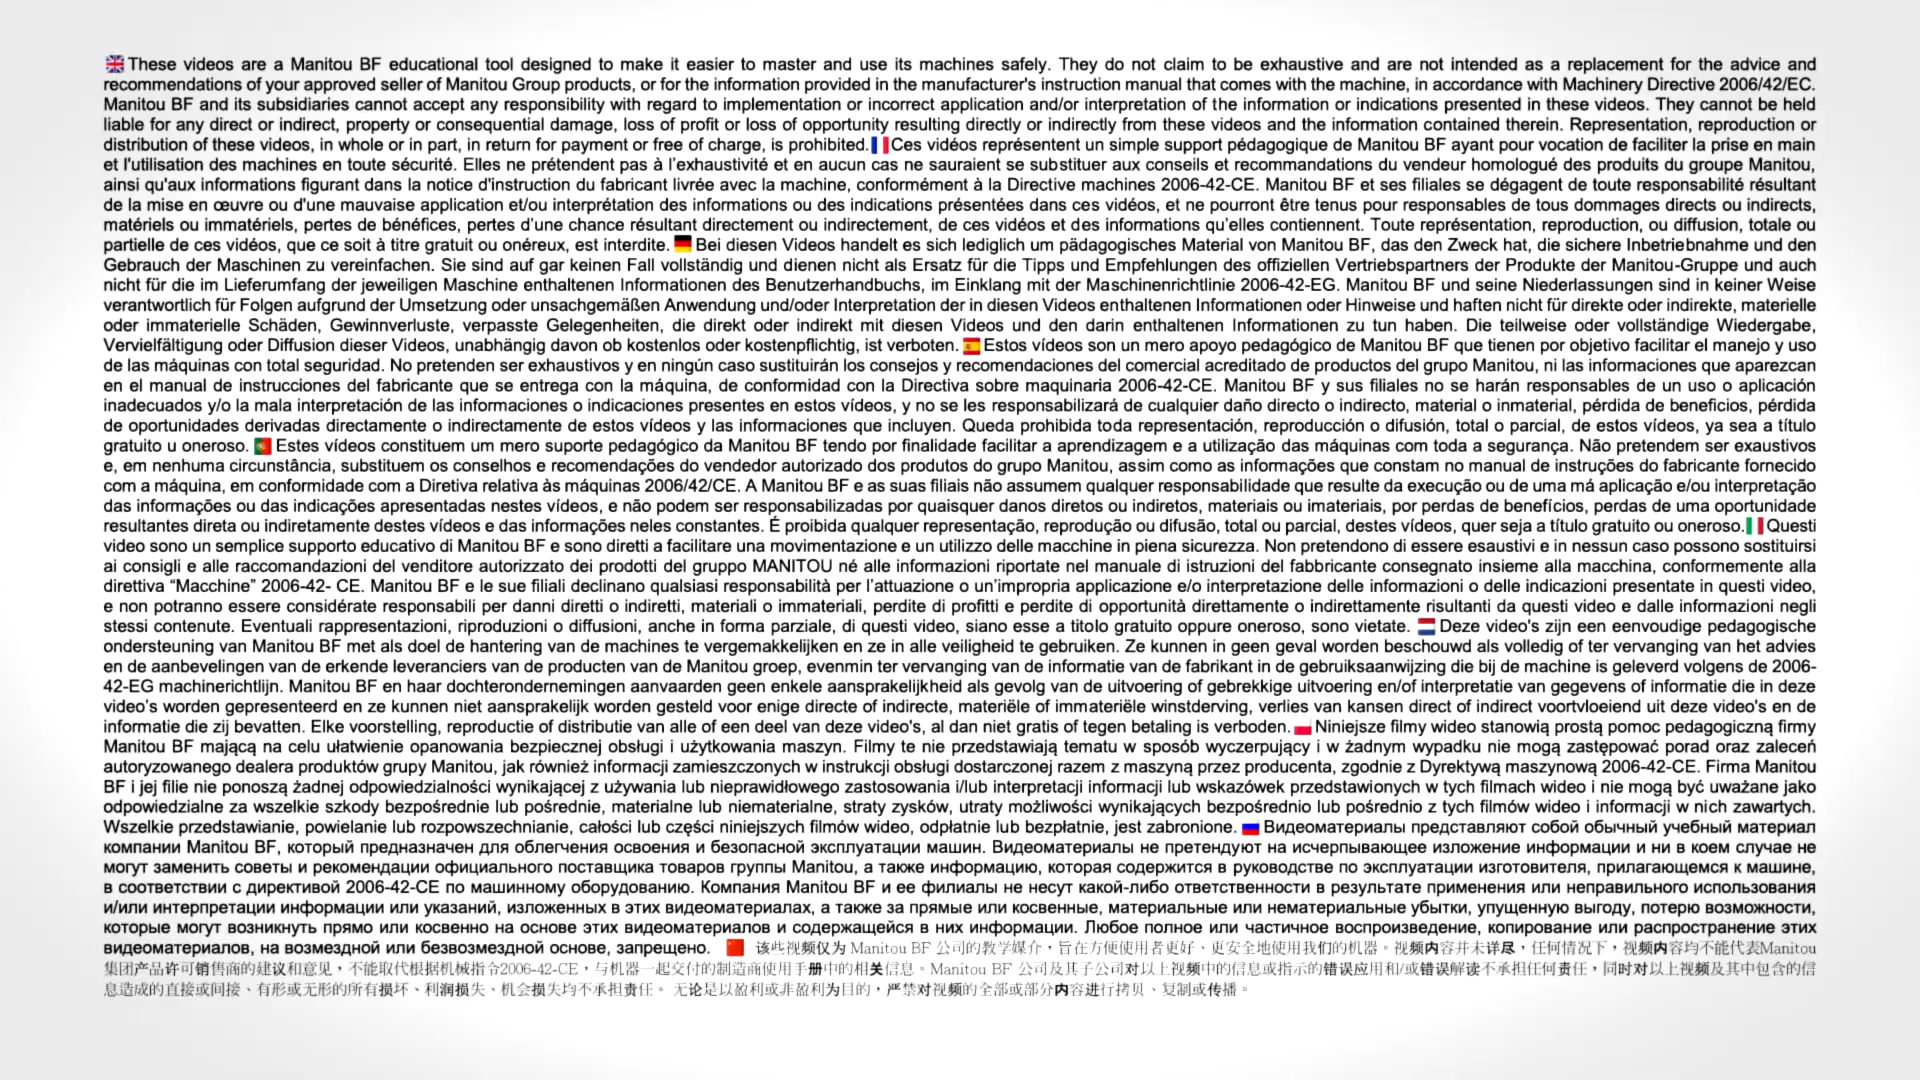 These videos are a Manitou BF educational tool designed to make it easier to master and use its machines safely. They do not claim to be exhaustive and are not intended as a replacement for the advice and
recommendations of your approved seller of Manitou Group products, or for the information provided in the manufacturer's instruction manual that comes with the machine, in accordance with Machinery Directive 2006/42/EC.
Manitou BF and its subsidiaries cannot accept any responsibility with regard to implementation or incorrect application and/or interpretation of the information or indications presented in these videos. They cannot be held
liable for any direct or indirect, property or consequential damage, loss of profit or loss of opportunity resulting directly or indirectly from these videos and the information contained therein. Representation, reproduction or
distribution of these videos, in whole or in part, in return for payment or free of charge, is prohibited. Ces vidéos représentent un simple support pédagogique de Manitou BF ayant pour vocation de faciliter la prise en main
et l'utilisation des machines en toute sécurité. Elles ne prétendent pas à l'exhaustivité et en aucun cas ne sauraient se substituer aux conseils et recommandations du vendeur homologué des produits du groupe Manitou,
ainsi qu'aux informations figurant dans la notice d'instruction du fabricant livrée avec la machine, conformément à la Directive machines 2006-42-CE. Manitou BF et ses filiales se dégagent de toute responsabilité résultant
de la mise en œuvre ou d'une mauvaise application et/ou interprétation des informations ou des indications présentées dans ces vidéos, et ne pourront être tenus pour responsables de tous dommages directs ou indirects,
matériels ou immatériels, pertes de bénéfices, pertes d'une chance résultant directement ou indirectement, de ces vidéos et des informations qu'elles contiennent. Toute représentation, reproduction, ou diffusion, totale ou
partielle de ces vidéos, que ce soit à titre gratuit ou onéreux, est interdite. Bei diesen Videos handelt es sich lediglich um pädagogisches Material von Manitou BF, das den Zweck hat, die sichere Inbetriebnahme und den
Gebrauch der Maschinen zu vereinfachen. Sie sind auf gar keinen Fall vollständig und dienen nicht als Ersatz für die Tipps und Empfehlungen des offiziellen Vertriebspartners der Produkte der Manitou-Gruppe und auch
nicht für die im Lieferumfang der jeweiligen Maschine enthaltenen Informationen des Benutzerhandbuchs, im Einklang mit der Maschinenrichtlinie 2006-42-EG. Manitou BF und seine Niederlassungen sind in keiner Weise
verantwortlich für Folgen aufgrund der Umsetzung oder unsachgemäßen Anwendung und/oder Interpretation der in diesen Videos enthaltenen Informationen oder Hinweise und haften nicht für direkte oder indirekte, materielle
oder immaterielle Schäden, Gewinnverluste, verpasste Gelegenheiten, die direkt oder indirekt mit diesen Videos und den darin enthaltenen Informationen zu tun haben. Die teilweise oder vollständige Wiedergabe,
Vervielfältigung oder Diffusion dieser Videos, unabhängig davon ob kostenlos oder kostenpflichtig, ist verboten. Estos vídeos son un mero apoyo pedagógico de Manitou BF que tienen por objetivo facilitar el manejo y uso
de las máquinas con total seguridad. No pretenden ser exhaustivos y en ningún caso sustituirán los consejos y recomendaciones del comercial acreditado de productos del grupo Manitou, ni las informaciones que aparezcan
en el manual de instrucciones del fabricante que se entrega con la máquina, de conformidad con la Directiva sobre maquinaria 2006-42-CE. Manitou BF y sus filiales no se harán responsables de un uso o aplicación
inadecuados y/o la mala interpretación de las informaciones o indicaciones presentes en estos vídeos, y no se les responsabilizará de cualquier daño directo o indirecto, material o inmaterial, pérdida de beneficios, pérdida
de oportunidades derivadas directamente o indirectamente de estos vídeos y las informaciones que incluyen. Queda prohibida toda representación, reproducción o difusión, total o parcial, de estos vídeos, ya sea a título
gratuito u oneroso. Estes vídeos constituem um mero suporte pedagógico da Manitou BF tendo por finalidade facilitar a aprendizagem e a utilização das máquinas com toda a segurança. Não pretendem ser exaustivos
e, em nenhuma circunstância, substituem os conselhos e recomendações do vendedor autorizado dos produtos do grupo Manitou, assim como as informações que constam no manual de instruções do fabricante fornecido
com a máquina, em conformidade com a Diretiva relativa às máquinas 2006/42/CE. A Manitou BF e as suas filiais não assumem qualquer responsabilidade que resulte da execução ou de uma má aplicação e/ou interpretação
das informações ou das indicações apresentadas nestes vídeos, e não podem ser responsabilizadas por quaisquer danos diretos ou indiretos, materiais ou imateriais, por perdas de benefícios, perdas de uma oportunidade
resultantes direta ou indiretamente destes vídeos e das informações neles constantes. É proibida qualquer representação, reprodução ou difusão, total ou parcial, destes vídeos, quer seja a título gratuito ou oneroso. Questi
video sono un semplice supporto educativo di Manitou BF e sono diretti a facilitare una movimentazione e un utilizzo delle macchine in piena sicurezza. Non pretendono di essere esaustivi e in nessun caso possono sostituirsi
ai consigli e alle raccomandazioni del venditore autorizzato dei prodotti del gruppo MANITOU né alle informazioni riportate nel manuale di istruzioni del fabbricante consegnato insieme alla macchina, conformemente alla
direttiva “Macchine” 2006-42- CE. Manitou BF e le sue filiali declinano qualsiasi responsabilità per l'attuazione o un'impropria applicazione e/o interpretazione delle informazioni o delle indicazioni presentate in questi video,
e non potranno essere considérate responsabili per danni diretti o indiretti, materiali o immateriali, perdite di profitti e perdite di opportunità direttamente o indirettamente risultanti da questi video e dalle informazioni negli
stessi contenute. Eventuali rappresentazioni, riproduzioni o diffusioni, anche in forma parziale, di questi video, siano esse a titolo gratuito oppure oneroso, sono vietate. Deze video's zijn een eenvoudige pedagogische
ondersteuning van Manitou BF met als doel de hantering van de machines te vergemakkelijken en ze in alle veiligheid te gebruiken. Ze kunnen in geen geval worden beschouwd als volledig of ter vervanging van het advies
en de aanbevelingen van de erkende leveranciers van de producten van de Manitou groep, evenmin ter vervanging van de informatie van de fabrikant in de gebruiksaanwijzing die bij de machine is geleverd volgens de 2006-
42-EG machinerichtlijn. Manitou BF en haar dochterondernemingen aanvaarden geen enkele aansprakelijkheid als gevolg van de uitvoering of gebrekkige uitvoering en/of interpretatie van gegevens of informatie die in deze
video's worden gepresenteerd en ze kunnen niet aansprakelijk worden gesteld voor enige directe of indirecte, materiële of immateriële winstderving, verlies van kansen direct of indirect voortvloeiend uit deze video's en de
informatie die zij bevatten. Elke voorstelling, reproductie of distributie van alle of een deel van deze video's, al dan niet gratis of tegen betaling is verboden. Niniejsze filmy wideo stanowią prostą pomoc pedagogiczną firmy
Manitou BF mającą na celu ułatwienie opanowania bezpiecznej obsługi i użytkowania maszyn. Filmy te nie przedstawiają tematu w sposób wyczerpujący i w żadnym wypadku nie mogą zastępować porad oraz zaleceń
autoryzowanego dealera produktów grupy Manitou, jak również informacji zamieszczonych w instrukcji obsługi dostarczonej razem z maszyną przez producenta, zgodnie z Dyrektywą maszynową 2006-42-CE. Firma Manitou
BF i jej filie nie ponoszą żadnej odpowiedzialności wynikającej z używania lub nieprawidłowego zastosowania i/lub interpretacji informacji lub wskazówek przedstawionych w tych filmach wideo i nie mogą być uważane jako
odpowiedzialne za wszelkie szkody bezpośrednie lub pośrednie, materialne lub niematerialne, straty zysków, utraty możliwości wynikających bezpośrednio lub pośrednio z tych filmów wideo i informacji w nich zawartych.
Wszelkie przedstawianie, powielanie lub rozpowszechnianie, całości lub części niniejszych filmów wideo, odpłatnie lub bezpłatnie, jest zabronione. Видеоматериалы представляют собой обычный учебный материал
компании Manitou BF, который предназначен для облегчения освоения и безопасной эксплуатации машин. Видеоматериалы не претендуют на исчерпывающее изложение информации и ни в коем случае не
могут заменить советы и рекомендации официального поставщика товаров группы Manitou, а также информацию, которая содержится в руководстве по эксплуатации изготовителя, прилагающемся к машине,
в соответствии с директивой 2006-42-CE по машинному оборудованию. Компания Manitou BF и ее филиалы не несут какой-либо ответственности в результате применения или неправильного использования
и/или интерпретации информации или указаний, изложенных в этих видеоматериалах, а также за прямые или косвенные, материальные или нематериальные убытки, упущенную выгоду, потерю возможности,
которые могут возникнуть прямо или косвенно на основе этих видеоматериалов и содержащейся в них информации. Любое полное или частичное воспроизведение, копирование или распространение этих
видеоматериалов, на возмездной или безвозмездной основе, запрещено. 该些视频仅为 Manitou BF 公司的教学媒介，旨在方便使用者更好、更安全地使用我们的机器。视频内容并未详尽，任何情况下，视频内容均不能代表Manitou
集团产品许可销售商的建议和意见，不能取代根据机械指令2006-42-CE，与机器一起交付的制造商使用手册中的相关信息。Manitou BF 公司及其子公司对以上视频中的信息或指示的错误应用和/或错误解读不承担任何责任，同时对以上视频及其中包含的信
息造成的直接或间接、有形或无形的所有损坏、利润损失、机会损失均不承担责任。 无论是以盈利或非盈利为目的，严禁对视频的全部或部分内容进行拷贝、复制或传播。